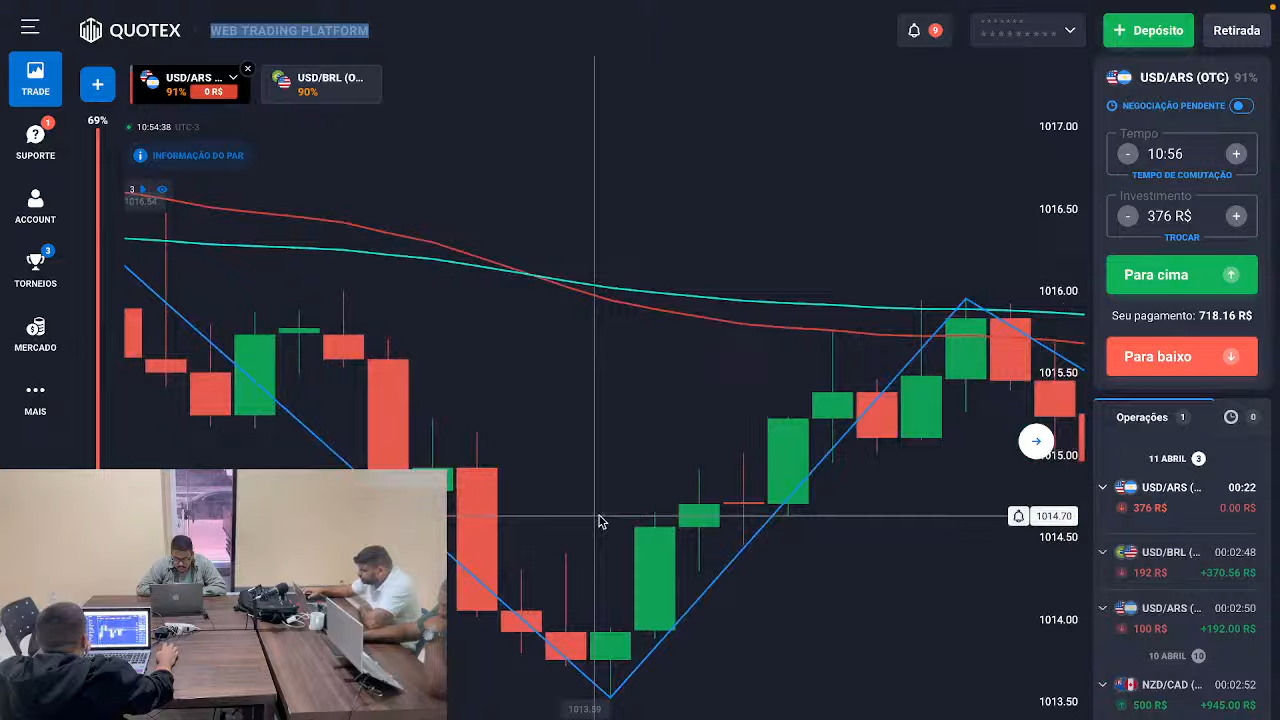 QUOTEX
WEB TRADING PLATFORM
9
*******
*********
+ Depósito
Retirada
TRADE
+
USD/ARS ...
91%
0 R$
USD/BRL (O...
90%
USD/ARS (OTC) 91%
NEGOCIAÇÃO PENDENTE
1
SUPORTE
69%
10:54:38 UTC-3
1017.00
Tempo
- 10:56 +
TEMPO DE COMUTAÇÃO
INFORMAÇÃO DO PAR
3
1016.54
ACCOUNT
1016.50
Investimento
- 376 R$ +
TROCAR
3
TORNEIOS
Para cima
1016.00
Seu pagamento: 718.16 R$
MERCADO
Para baixo
1015.50
MAIS
Operações 1
0
1015.00
11 ABRIL 3
USD/ARS (... 00:22
376 R$ 0.00 R$
1014.70
1014.50
USD/BRL (... 00:02:48
192 R$ +370.56 R$
USD/ARS (... 00:02:50
100 R$ +192.00 R$
1014.00
10 ABRIL 10
NZD/CAD (... 00:02:52
500 R$ +945.00 R$
1013.59
1013.50